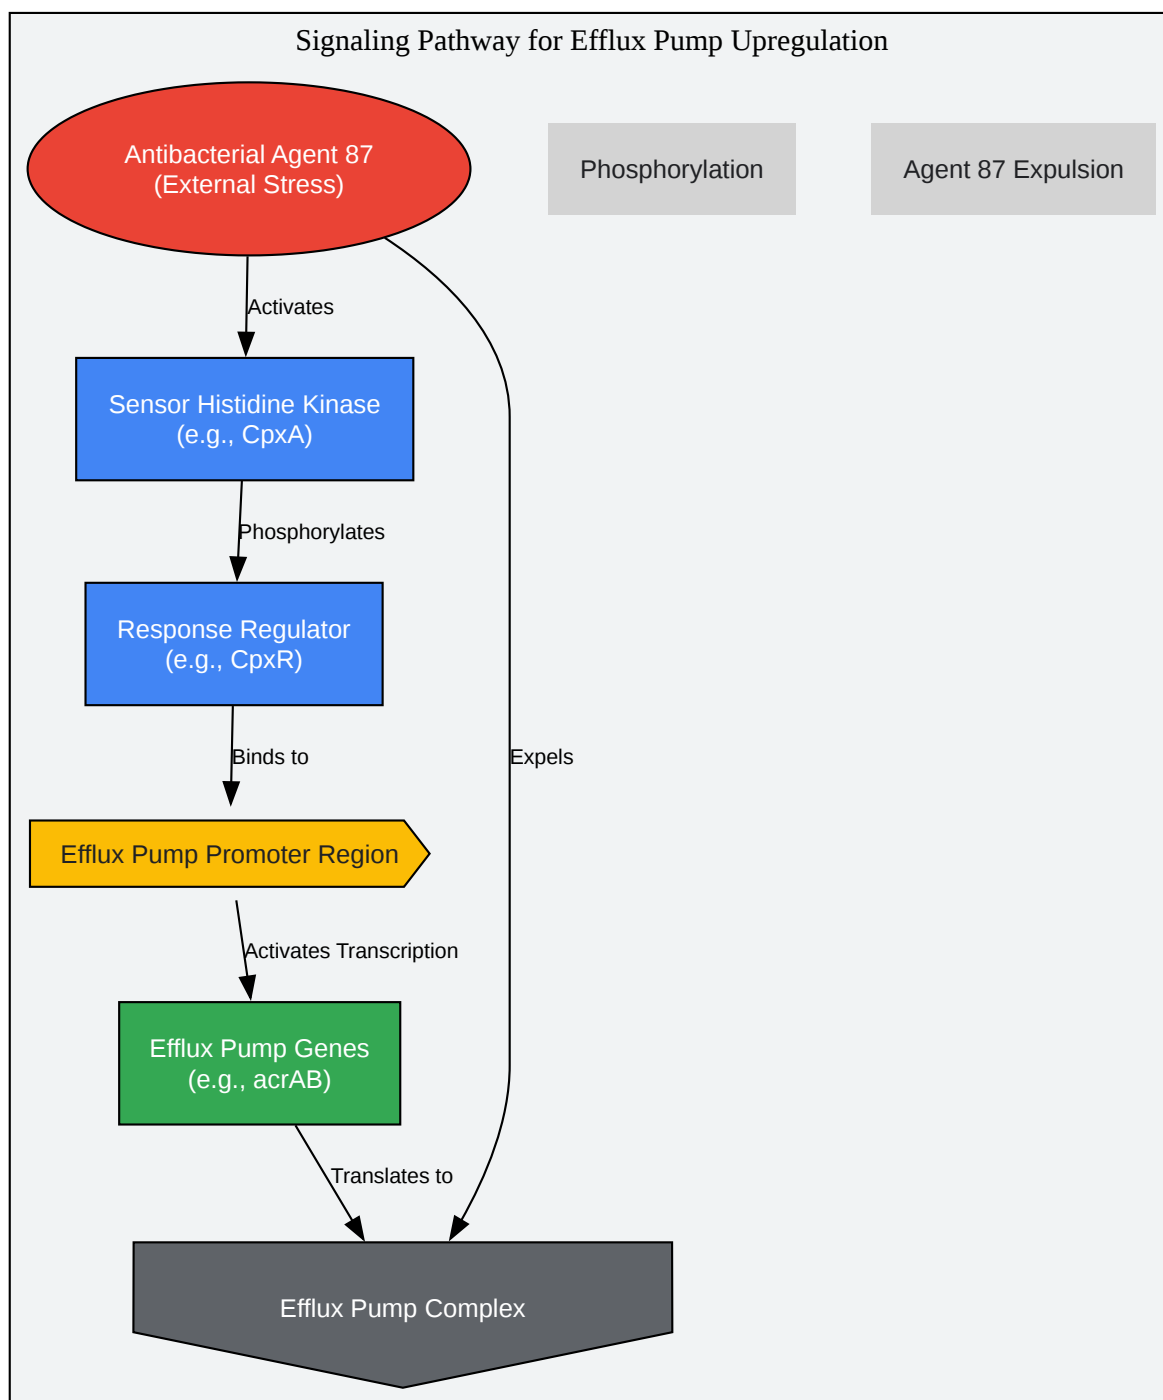 Signaling Pathway for Efflux Pump Upregulation
Antibacterial Agent 87
(External Stress)
Phosphorylation
Agent 87 Expulsion
Activates
Sensor Histidine Kinase
(e.g., CpxA)
Phosphorylates
Response Regulator
(e.g., CpxR)
Binds to
Expels
Efflux Pump Promoter Region
Activates Transcription
Efflux Pump Genes
(e.g., acrAB)
Translates to
Efflux Pump Complex